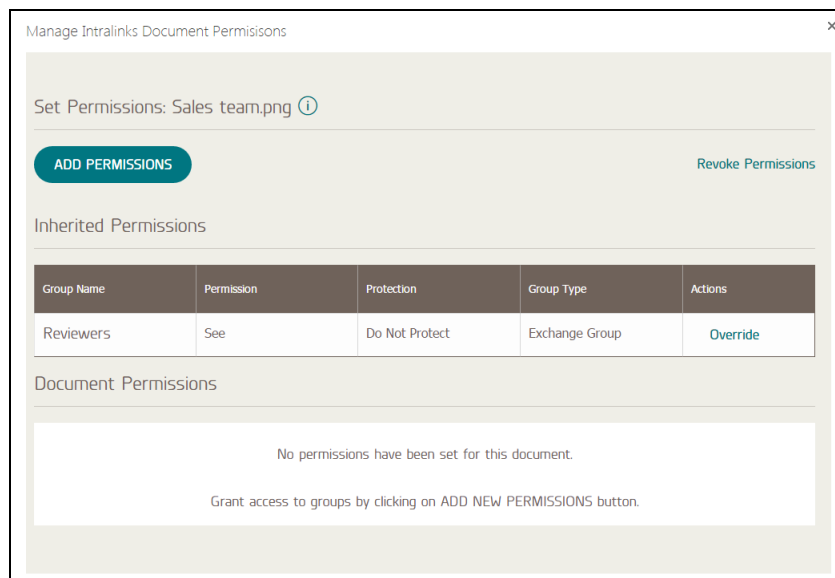 Manage Intralinks Document Permisisons
Set Permissions: Sales team.png
ADD PERMISSIONS Revoke Permissions
Inherited Permissions
Group Name Permission Protection Group Type Actions
Reviewers See Do Not Protect Exchange Group Override
Document Permissions
No permissions have been set for this document.
Grant access to groups by clicking on ADD NEW PERMISSIONS button.